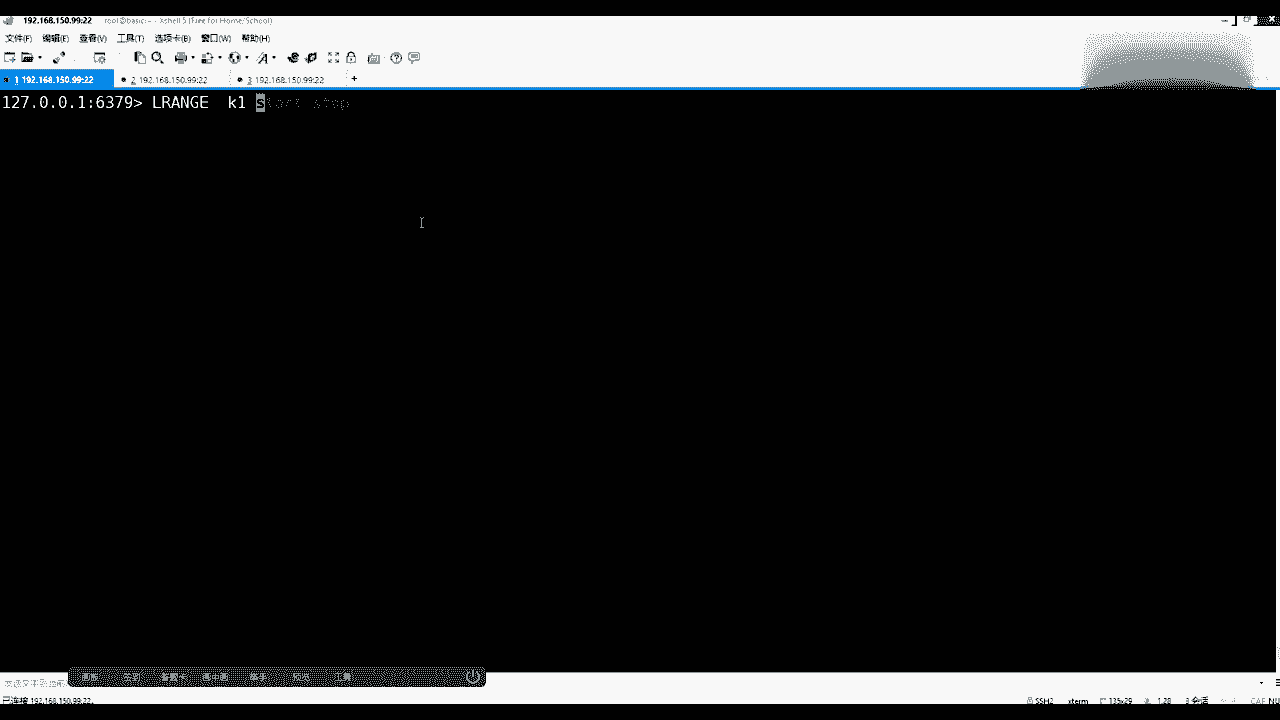 192.168.150.99:22 root@basic:~ - Xshell 5 (Free for Home/School)
文件(F) 编辑(E) 查看(V) 工具(T) 选项卡(B) 窗口(W) 帮助(H)
1 192.168.150.99:22 2 192.168.150.99:22 3 192.168.150.99:22 +
127.0.0.1:6379> LRANGE k1 start stop
已连接 192.168.150.99:22。 SSH2 xterm 135x29 1,28 3 会话 CAP NU